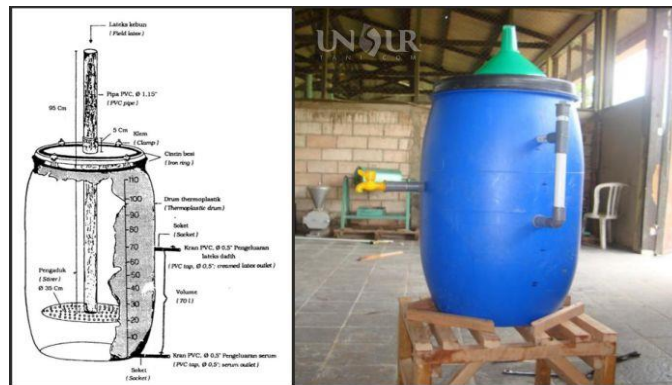 Lateks kebun
( Field latex )
Pipa PVC, Ø 1,15"
( PVC pipe )
95 Cm
5 Cm
Klem
( Clamp )
Cincin besi
( Iron ring )
110
100
90
80
70
60
50
40
30
20
10
Drum thermoplastik
( Thermoplastic drum )
Soket
( Socket )
Kran PVC, Ø 0,5" Pengeluaran
lateks dadih
( PVC tap, Ø 0,5"; creamed latex outlet )
Pengaduk
( Stirer )
Ø 35 Cm
Volume
( 70 l )
Kran PVC, Ø 0,5" Pengeluaran serum
( PVC tap, Ø 0,5"; serum outlet )
Soket
( Socket )
UNSUR
TANI.COM